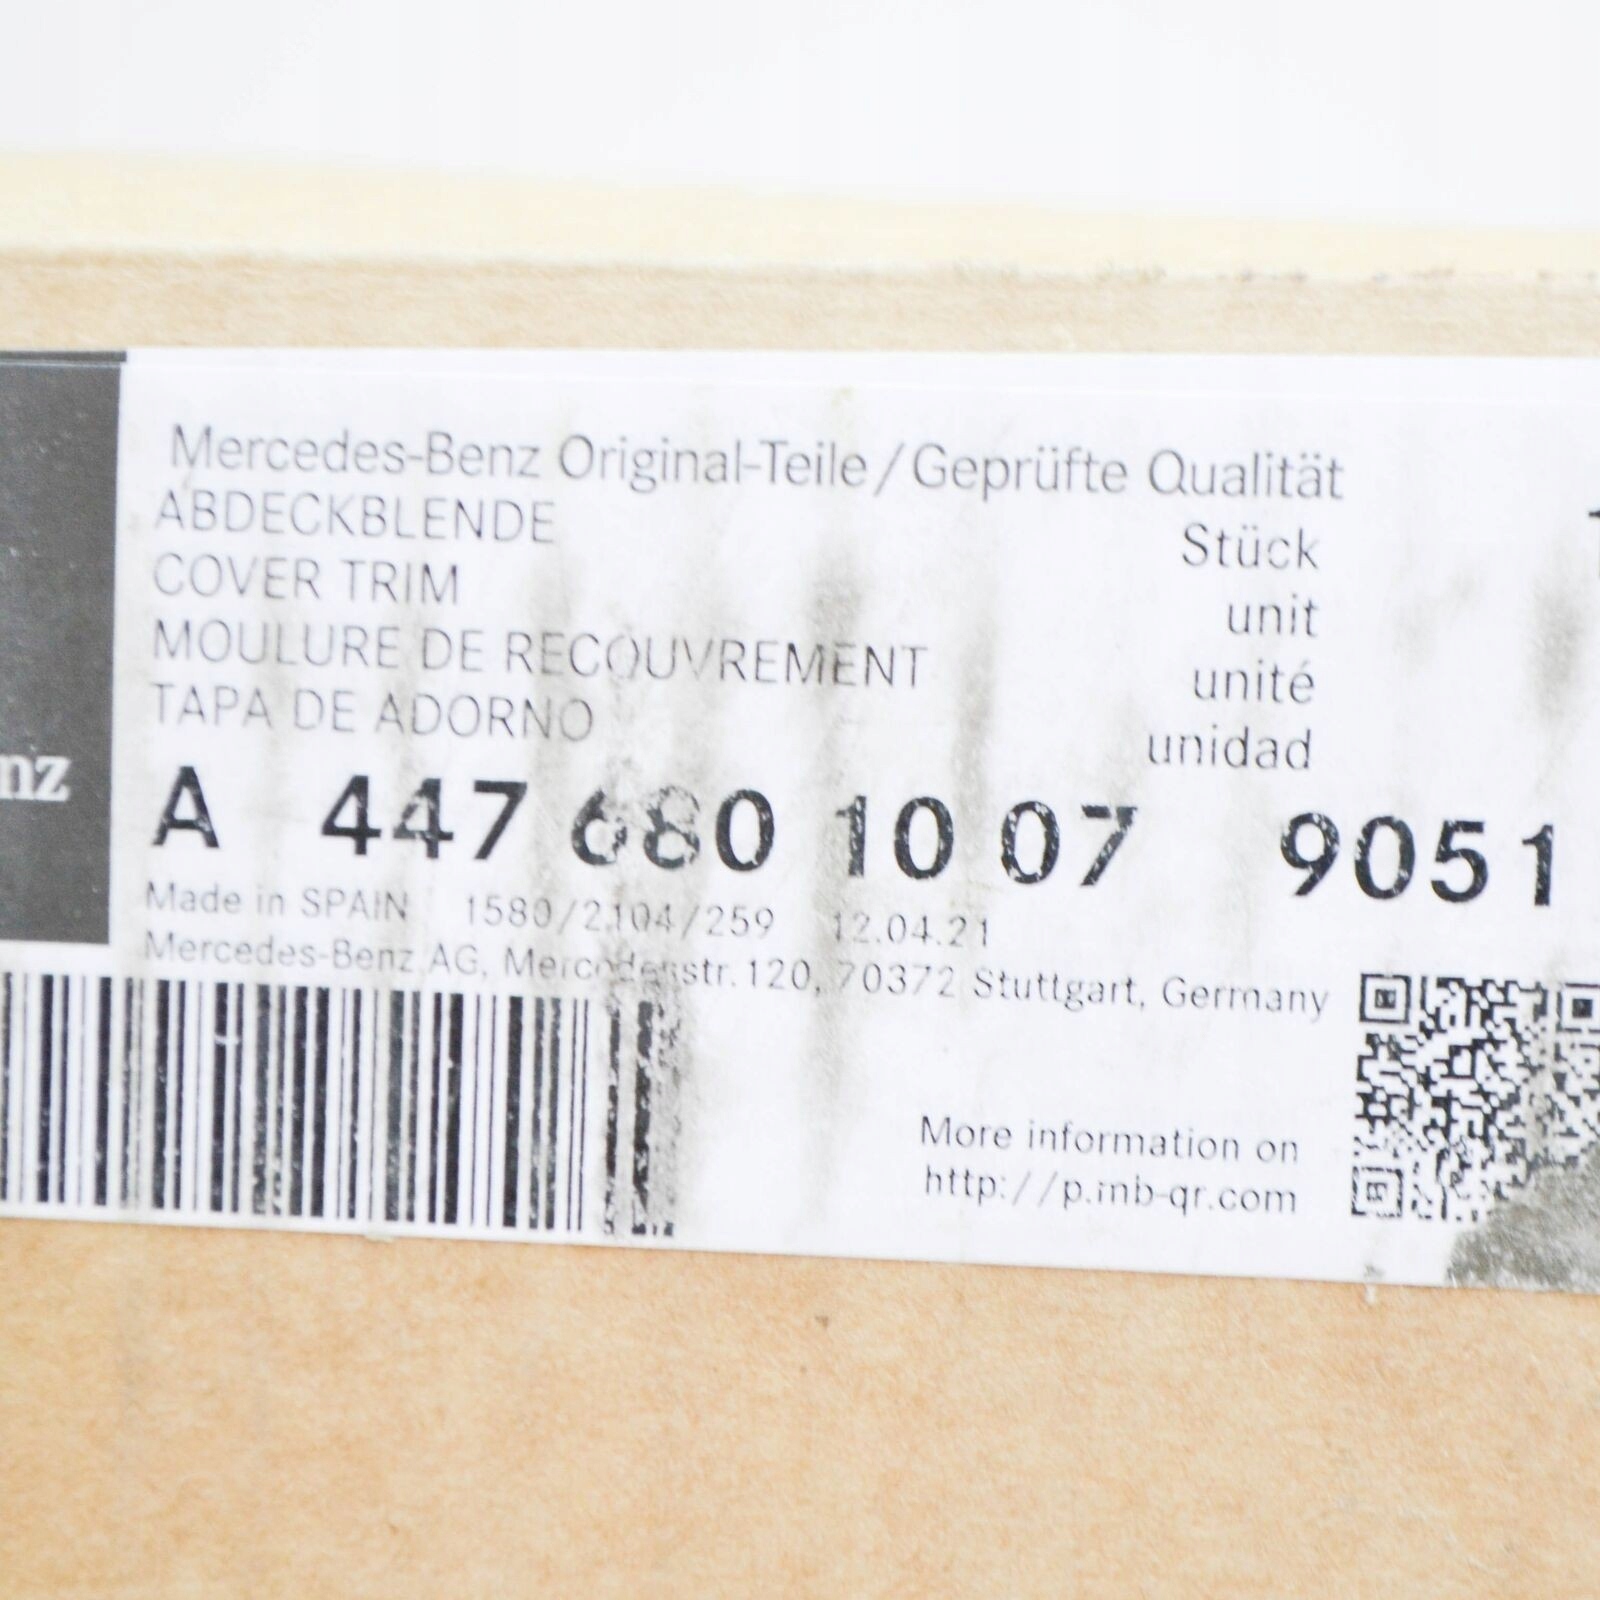 Mercedes-Benz Original-Teile/Geprüfte Qualität
ABDECKBLENDE
COVER TRIM
MOULURE DE RECOUVREMENT
TAPA DE ADORNO
Stück
unit
unité
unidad
nz
A 447 680 10 07 9051
Made in SPAIN 1580/2104/259 12.04.21
Mercedes-Benz AG, Mercedesstr. 120, 70372 Stuttgart, Germany
More information on
http://p.mb-qr.com